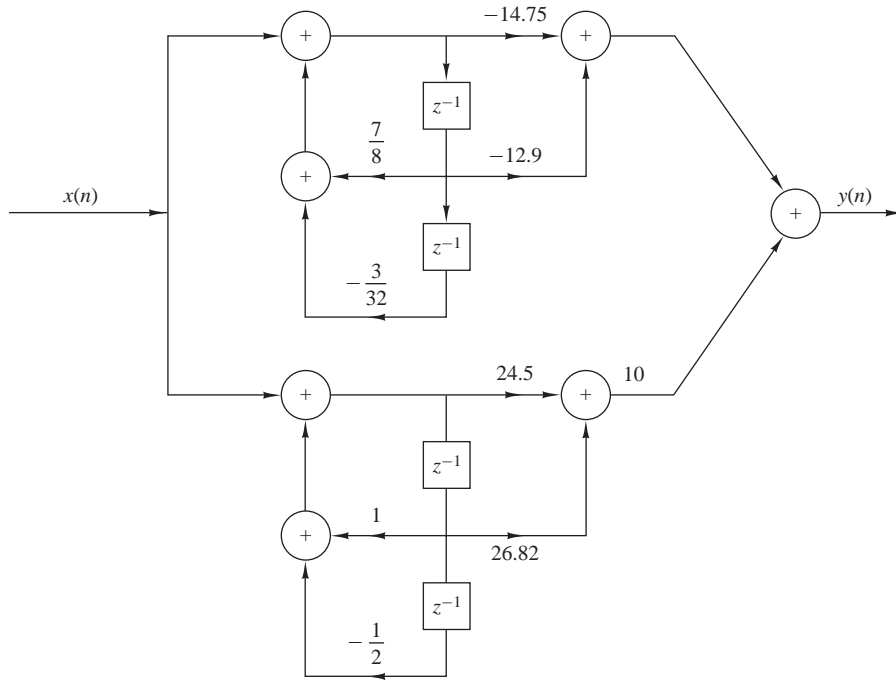 −14.75
+
+
z⁻¹
7/8
−12.9
+
x(n)
y(n)
+
z⁻¹
− 3/32
24.5
10
+
+
z⁻¹
1
+
26.82
z⁻¹
− 1/2